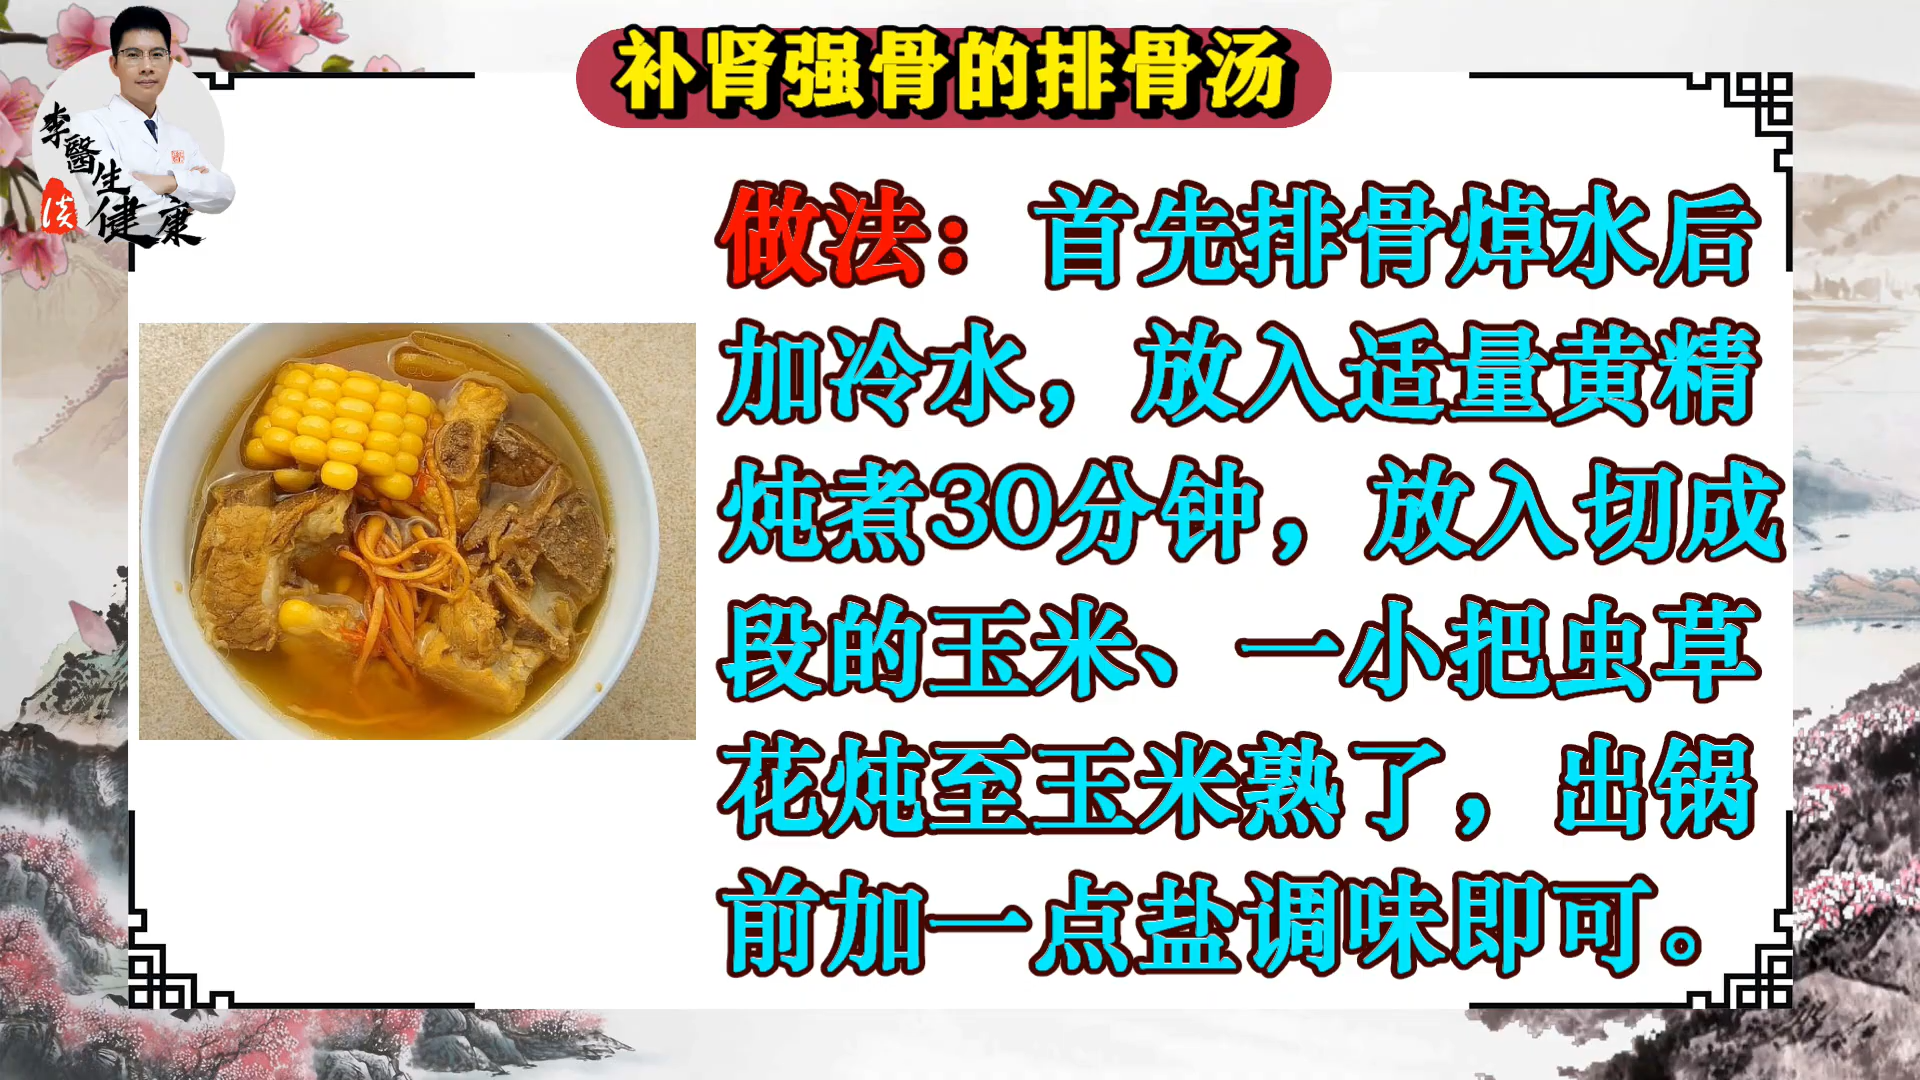 补肾强骨的排骨汤
李醫生
谈健康
做法：首先排骨焯水后
加冷水，放入适量黄精
炖煮30分钟，放入切成
段的玉米、一小把虫草
花炖至玉米熟了，出锅
前加一点盐调味即可。